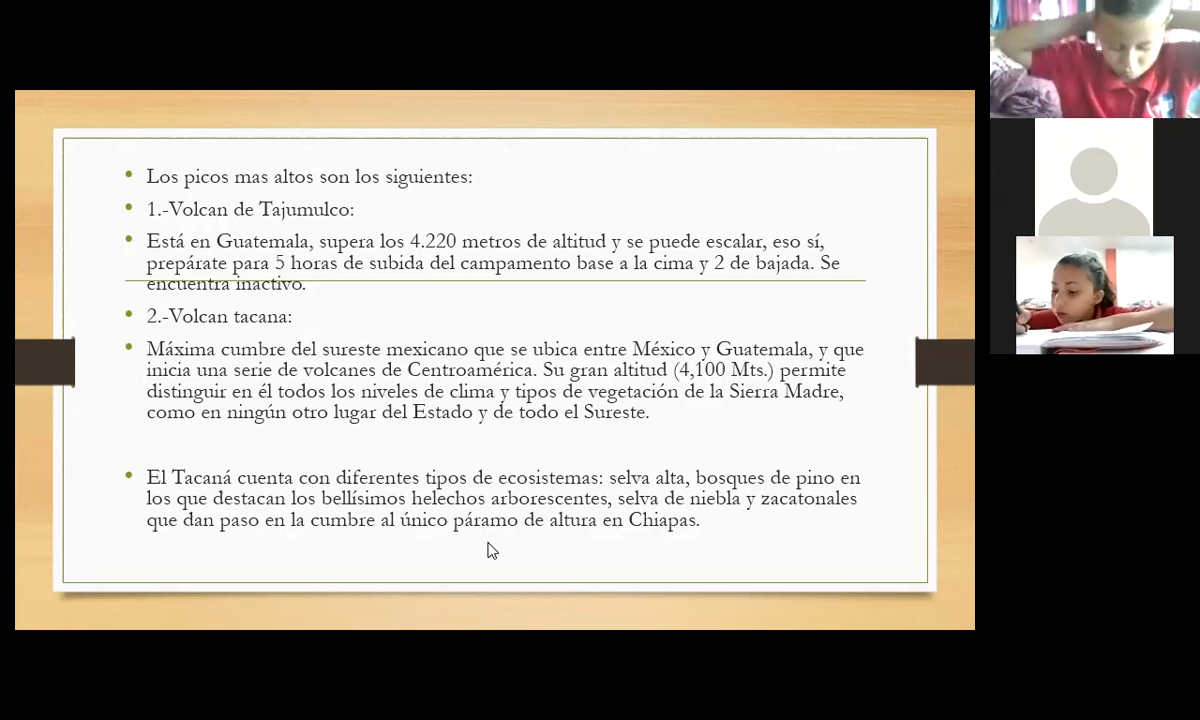 Los picos mas altos son los siguientes:
1.-Volcan de Tajumulco:
Está en Guatemala, supera los 4.220 metros de altitud y se puede escalar, eso sí,
prepárate para 5 horas de subida del campamento base a la cima y 2 de bajada. Se
encuentra inactivo.
2.-Volcan tacana:
Máxima cumbre del sureste mexicano que se ubica entre México y Guatemala, y que
inicia una serie de volcanes de Centroamérica. Su gran altitud (4,100 Mts.) permite
distinguir en él todos los niveles de clima y tipos de vegetación de la Sierra Madre,
como en ningún otro lugar del Estado y de todo el Sureste.
El Tacaná cuenta con diferentes tipos de ecosistemas: selva alta, bosques de pino en
los que destacan los bellísimos helechos arborescentes, selva de niebla y zacatonales
que dan paso en la cumbre al único páramo de altura en Chiapas.